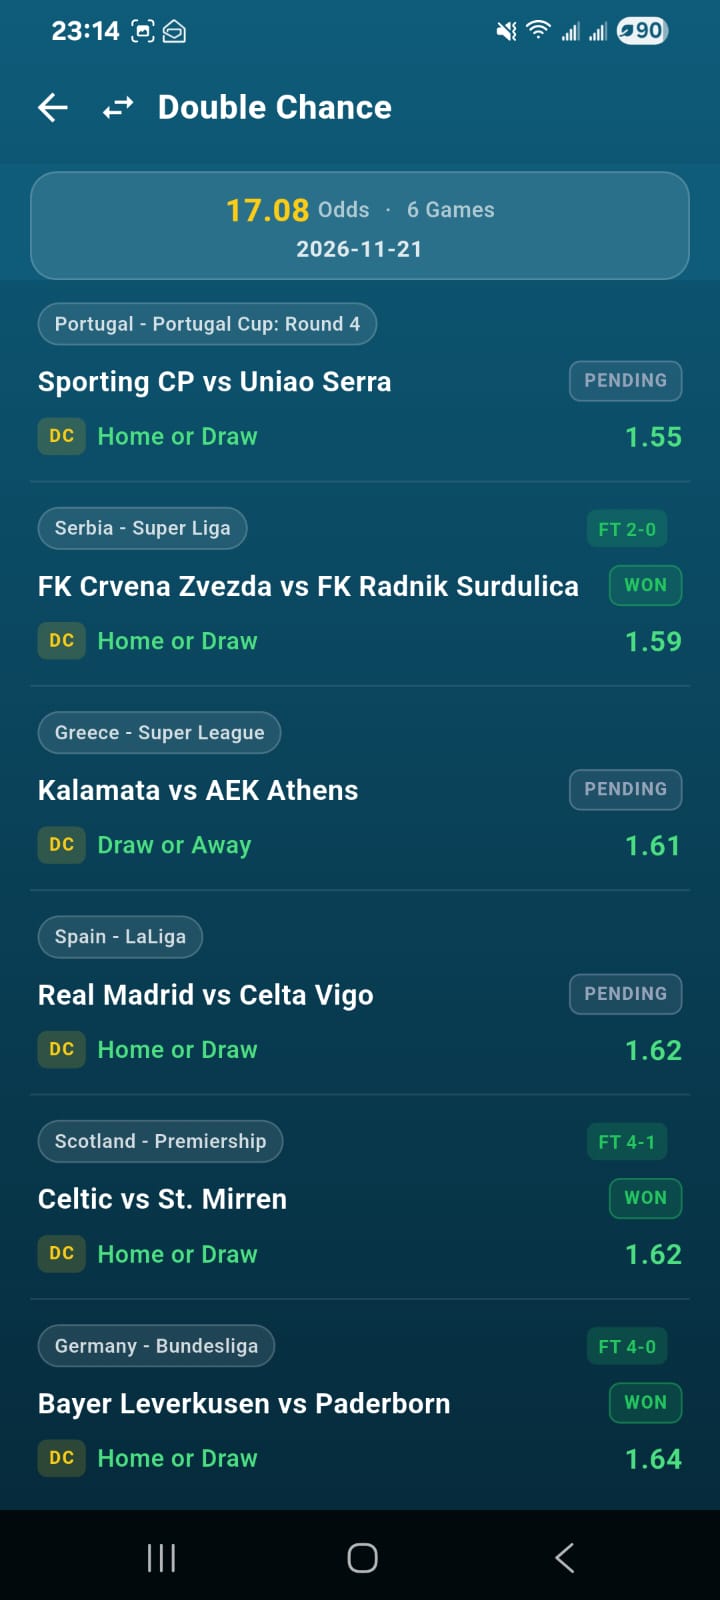 23:14
90
Double Chance
17.08 Odds · 6 Games
2026-11-21
Portugal - Portugal Cup: Round 4
Sporting CP vs Uniao Serra PENDING
DC Home or Draw 1.55
Serbia - Super Liga FT 2-0
FK Crvena Zvezda vs FK Radnik Surdulica WON
DC Home or Draw 1.59
Greece - Super League
Kalamata vs AEK Athens PENDING
DC Draw or Away 1.61
Spain - LaLiga
Real Madrid vs Celta Vigo PENDING
DC Home or Draw 1.62
Scotland - Premiership FT 4-1
Celtic vs St. Mirren WON
DC Home or Draw 1.62
Germany - Bundesliga FT 4-0
Bayer Leverkusen vs Paderborn WON
DC Home or Draw 1.64